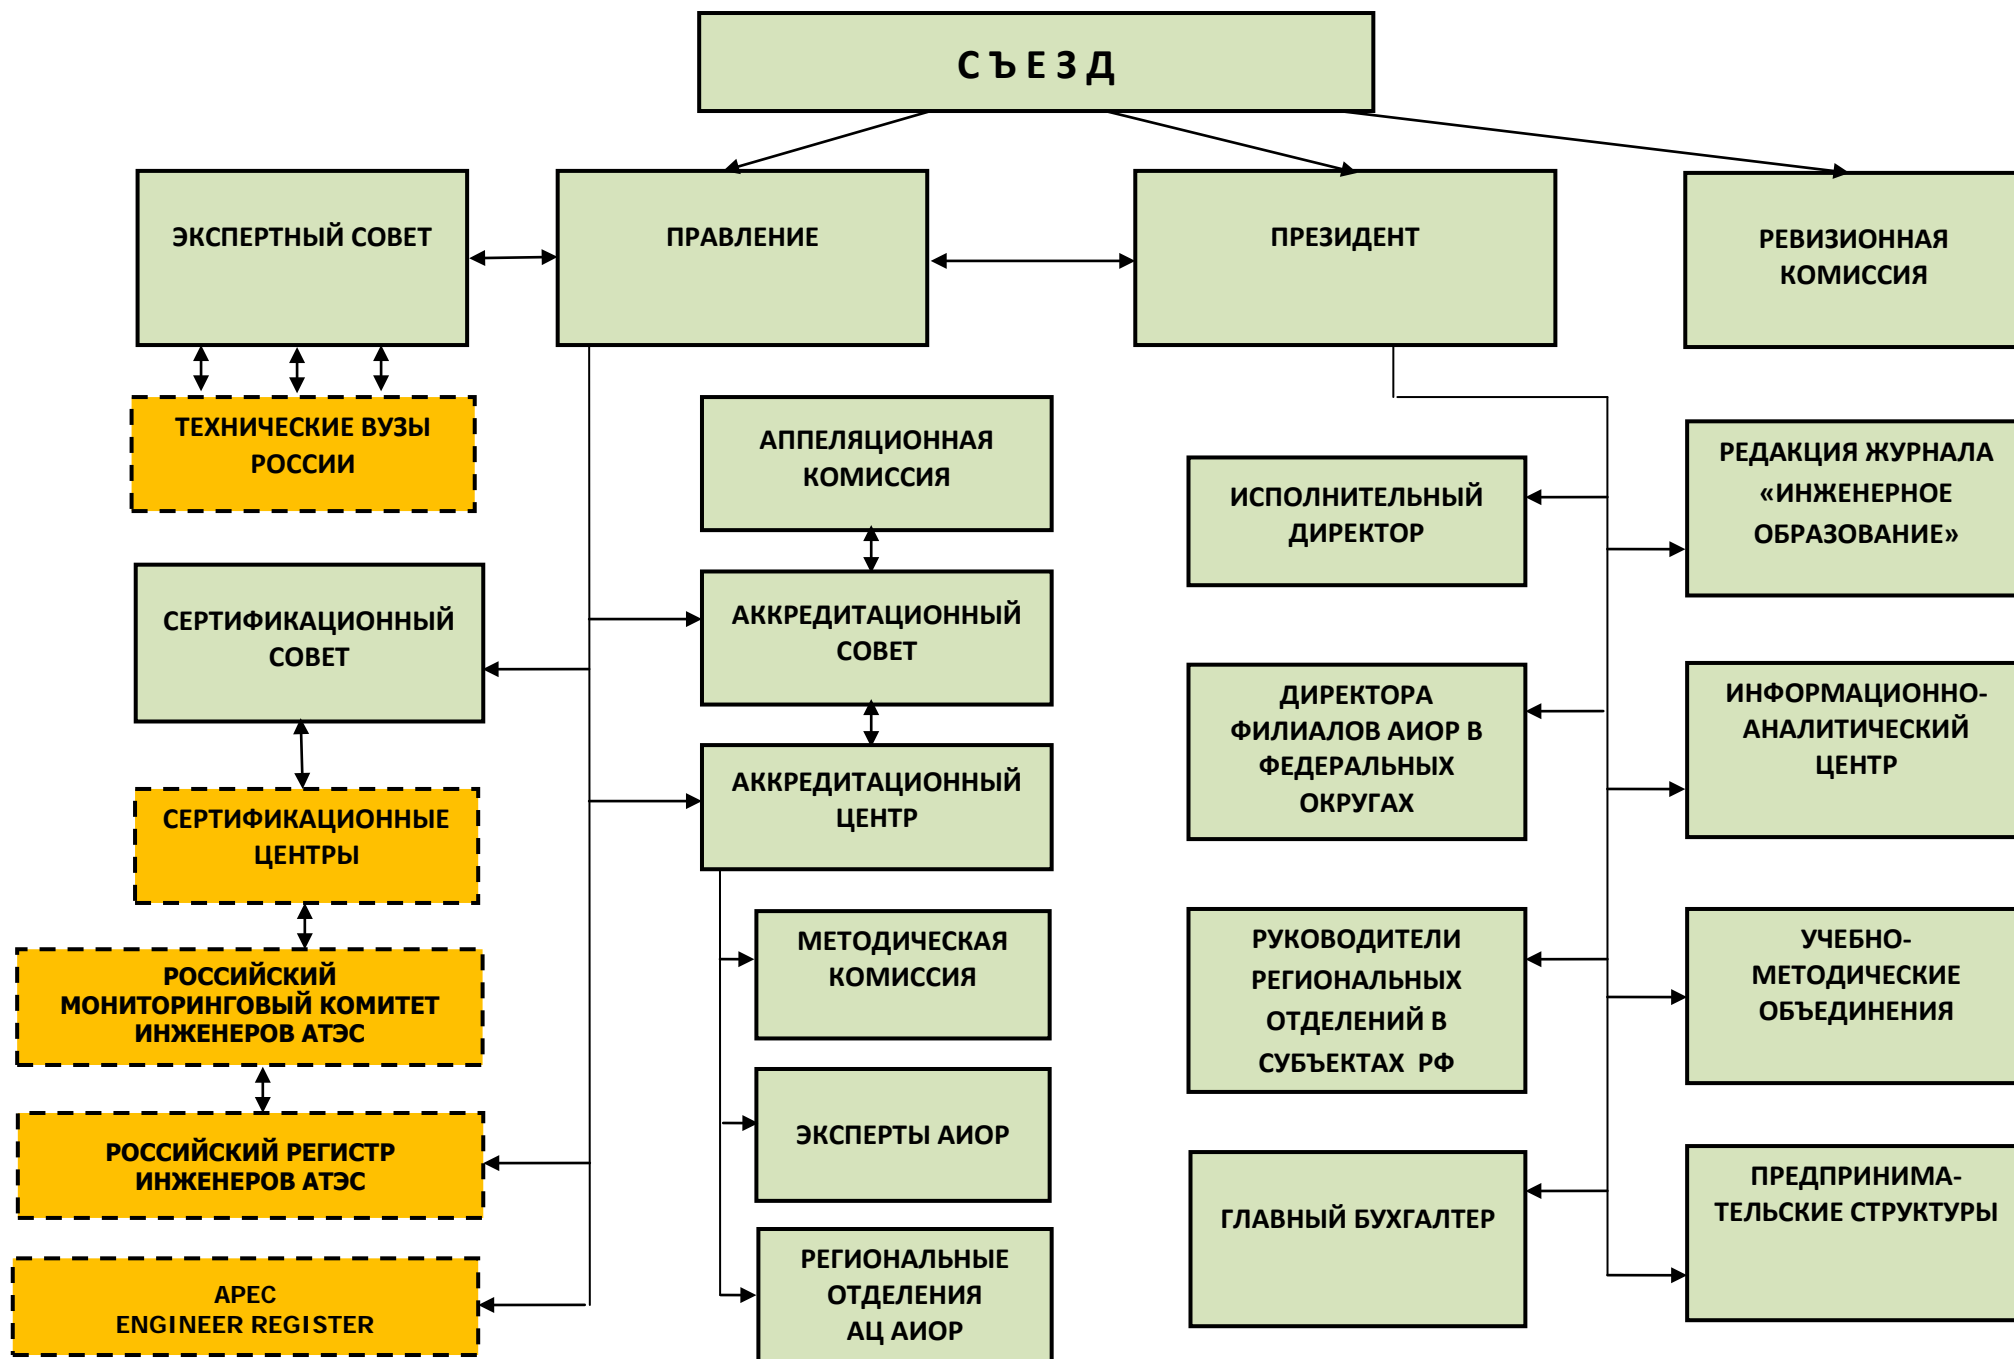 СЪЕЗД
ЭКСПЕРТНЫЙ СОВЕТ
ПРАВЛЕНИЕ
ПРЕЗИДЕНТ
РЕВИЗИОННАЯ
КОМИССИЯ
ТЕХНИЧЕСКИЕ ВУЗЫ
РОССИИ
СЕРТИФИКАЦИОННЫЙ
СОВЕТ
СЕРТИФИКАЦИОННЫЕ
ЦЕНТРЫ
РОССИЙСКИЙ
МОНИТОРИНГОВЫЙ КОМИТЕТ
ИНЖЕНЕРОВ АТЭС
РОССИЙСКИЙ РЕГИСТР
ИНЖЕНЕРОВ АТЭС
APEC
ENGINEER REGISTER
АППЕЛЯЦИОННАЯ
КОМИССИЯ
АККРЕДИТАЦИОННЫЙ
СОВЕТ
АККРЕДИТАЦИОННЫЙ
ЦЕНТР
МЕТОДИЧЕСКАЯ
КОМИССИЯ
ЭКСПЕРТЫ АИОР
РЕГИОНАЛЬНЫЕ
ОТДЕЛЕНИЯ
АЦ АИОР
ИСПОЛНИТЕЛЬНЫЙ
ДИРЕКТОР
ДИРЕКТОРА
ФИЛИАЛОВ АИОР В
ФЕДЕРАЛЬНЫХ
ОКРУГАХ
РУКОВОДИТЕЛИ
РЕГИОНАЛЬНЫХ
ОТДЕЛЕНИЙ В
СУБЪЕКТАХ РФ
ГЛАВНЫЙ БУХГАЛТЕР
РЕДАКЦИЯ ЖУРНАЛА
«ИНЖЕНЕРНОЕ
ОБРАЗОВАНИЕ»
ИНФОРМАЦИОННО-
АНАЛИТИЧЕСКИЙ
ЦЕНТР
УЧЕБНО-
МЕТОДИЧЕСКИЕ
ОБЪЕДИНЕНИЯ
ПРЕДПРИНИМА-
ТЕЛЬСКИЕ СТРУКТУРЫ